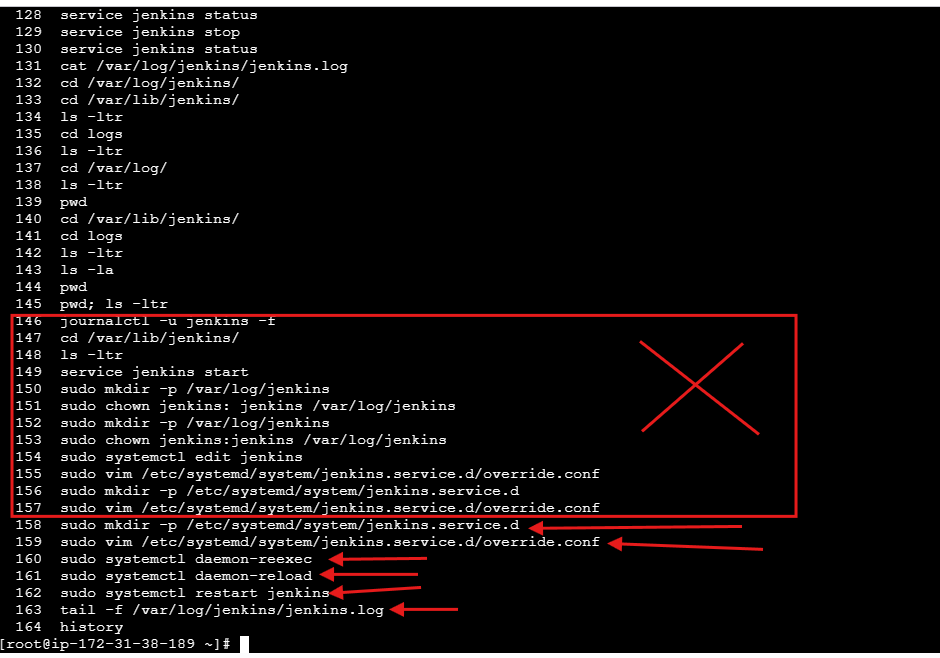 128 service jenkins status
129 service jenkins stop
130 service jenkins status
131 cat /var/log/jenkins/jenkins.log
132 cd /var/log/jenkins/
133 cd /var/lib/jenkins/
134 ls -ltr
135 cd logs
136 ls -ltr
137 cd /var/log/
138 ls -ltr
139 pwd
140 cd /var/lib/jenkins/
141 cd logs
142 ls -ltr
143 ls -la
144 pwd
145 pwd; ls -ltr
146 journalctl -u jenkins -f
147 cd /var/lib/jenkins/
148 ls -ltr
149 service jenkins start
150 sudo mkdir -p /var/log/jenkins
151 sudo chown jenkins: jenkins /var/log/jenkins
152 sudo mkdir -p /var/log/jenkins
153 sudo chown jenkins:jenkins /var/log/jenkins
154 sudo systemctl edit jenkins
155 sudo vim /etc/systemd/system/jenkins.service.d/override.conf
156 sudo mkdir -p /etc/systemd/system/jenkins.service.d
157 sudo vim /etc/systemd/system/jenkins.service.d/override.conf
158 sudo mkdir -p /etc/systemd/system/jenkins.service.d
159 sudo vim /etc/systemd/system/jenkins.service.d/override.conf
160 sudo systemctl daemon-reexec
161 sudo systemctl daemon-reload
162 sudo systemctl restart jenkins
163 tail -f /var/log/jenkins/jenkins.log
164 history
[root@ip-172-31-38-189 ~]#